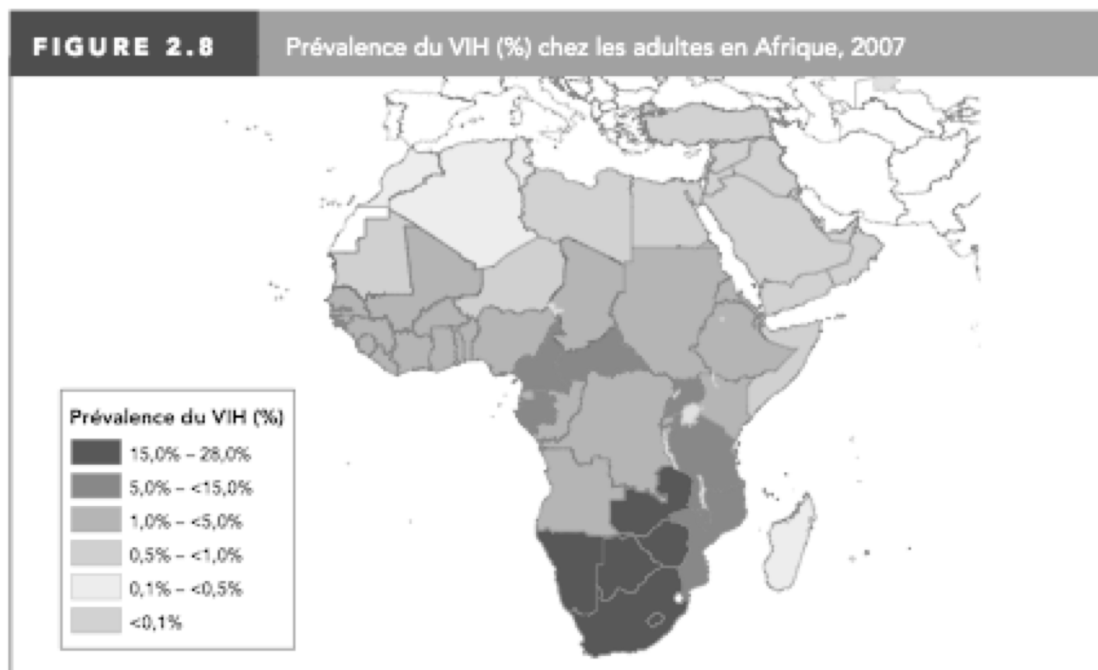 FIGURE 2.8
Prévalence du VIH (%) chez les adultes en Afrique, 2007
Prévalence du VIH (%)
15,0% – 28,0%
5,0% – <15,0%
1,0% – <5,0%
0,5% – <1,0%
0,1% – <0,5%
<0,1%